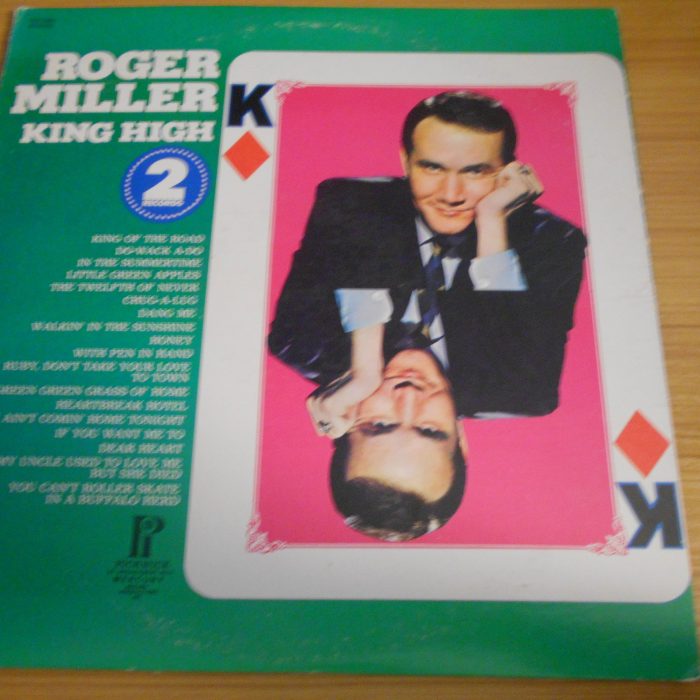 ROGER
MILLER
KING HIGH
2
RECORDS
KING OF THE ROAD
DO-WACK-A-DO
IN THE SUMMERTIME
LITTLE GREEN APPLES
THE TWELFTH OF NEVER
CHUG-A-LUG
DANG ME
WALKIN' IN THE SUNSHINE
HONEY
WITH PEN IN HAND
RUBY, DON'T TAKE YOUR LOVE
TO TOWN
GREEN GREEN GRASS OF HOME
HEARTBREAK HOTEL
AIN'T COMIN' HOME TONIGHT
IF YOU WANT ME TO
DEAR HEART
MY UNCLE USED TO LOVE ME
BUT SHE DIED
YOU CAN'T ROLLER SKATE
IN A BUFFALO HERD
PICKWICK
MERCURY
K
K